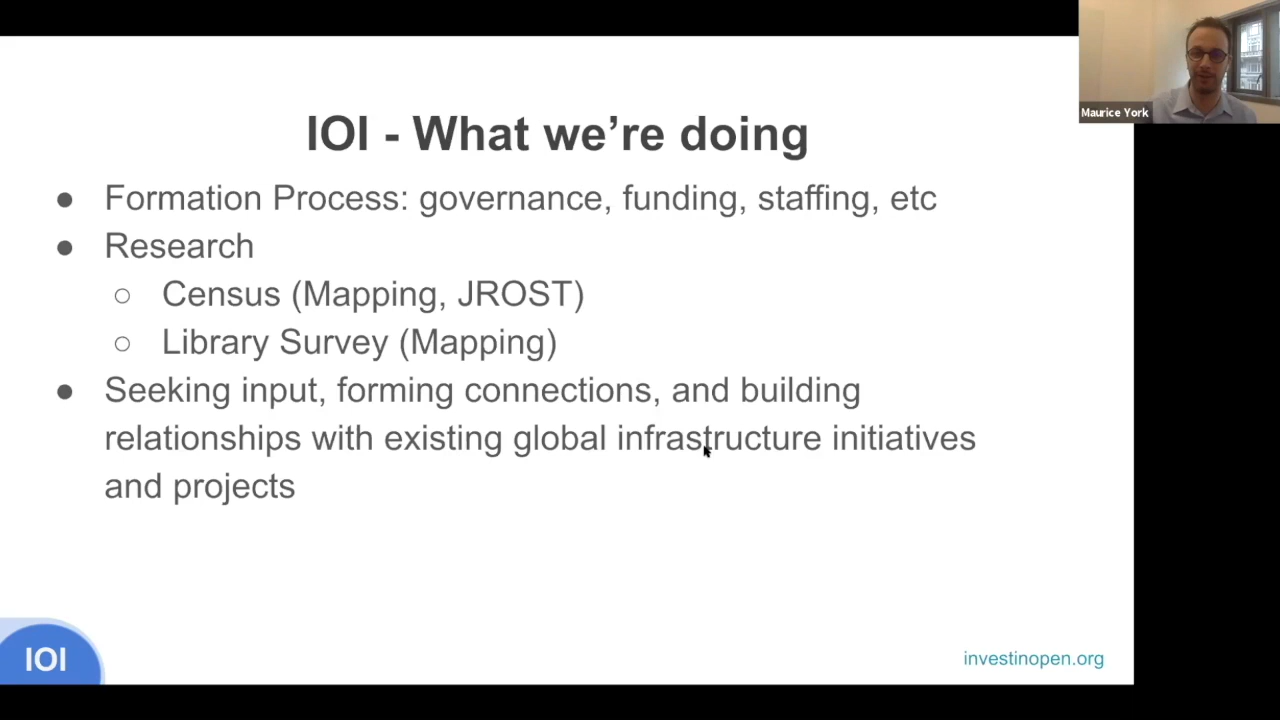 Maurice York
IOI - What we're doing
● Formation Process: governance, funding, staffing, etc
● Research
○ Census (Mapping, JROST)
○ Library Survey (Mapping)
● Seeking input, forming connections, and building
relationships with existing global infrastructure initiatives
and projects
IOI
investinopen.org